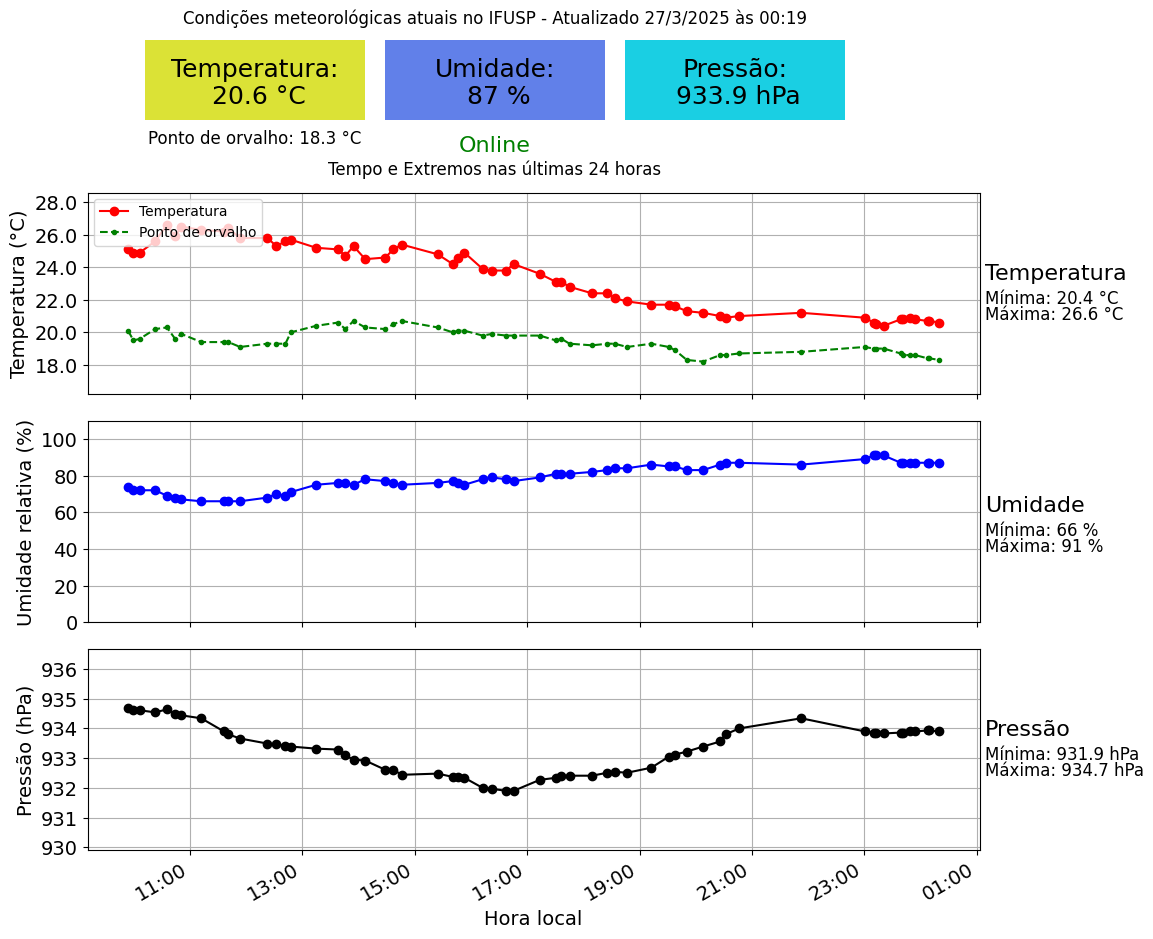 Condições meteorológicas atuais no IFUSP - Atualizado 27/3/2025 às 00:19
Temperatura:
20.6 °C
Umidade:
87 %
Pressão:
933.9 hPa
Ponto de orvalho: 18.3 °C
Online
Tempo e Extremos nas últimas 24 horas
Temperatura (°C)
28.0
26.0
24.0
22.0
20.0
18.0
Temperatura
Ponto de orvalho
Temperatura
Mínima: 20.4 °C
Máxima: 26.6 °C
Umidade relativa (%)
100
80
60
40
20
0
Umidade
Mínima: 66 %
Máxima: 91 %
Pressão (hPa)
936
935
934
933
932
931
930
Pressão
Mínima: 931.9 hPa
Máxima: 934.7 hPa
11:00
13:00
15:00
17:00
19:00
21:00
23:00
01:00
Hora local